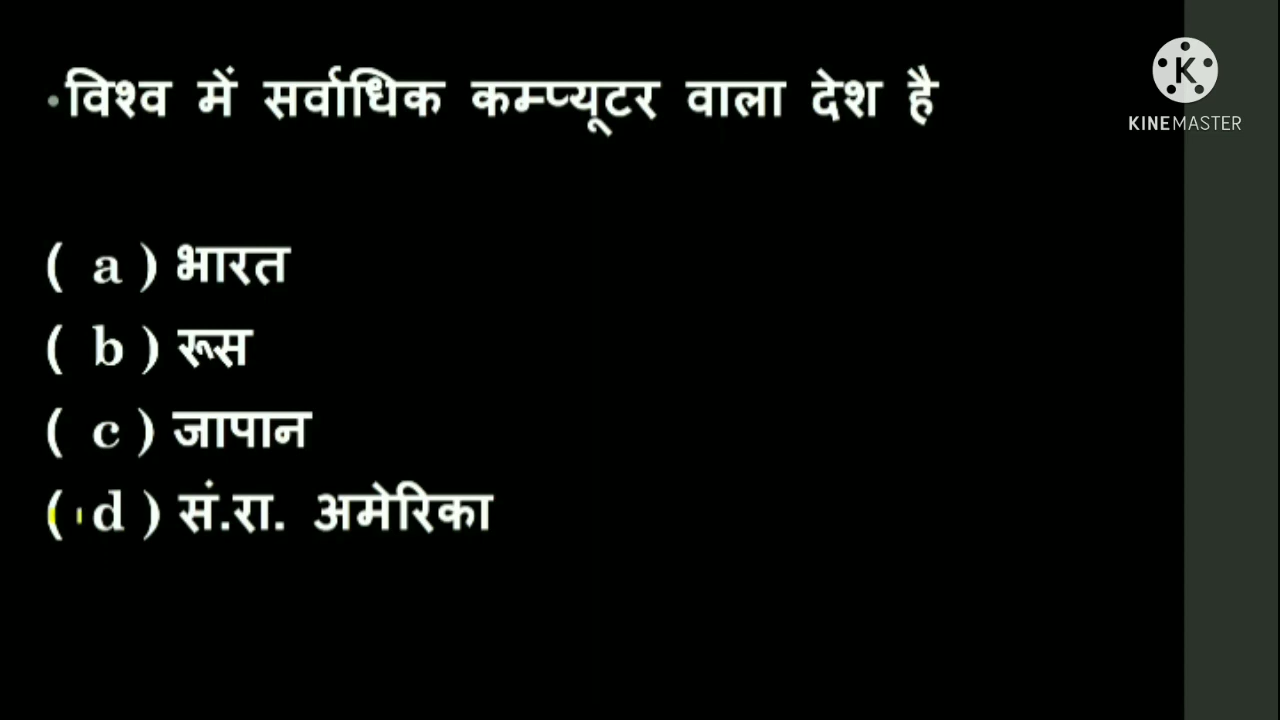 •विश्व में सर्वाधिक कम्प्यूटर वाला देश है
K
KINEMASTER
( a ) भारत
( b ) रूस
( c ) जापान
( d ) सं.रा. अमेरिका